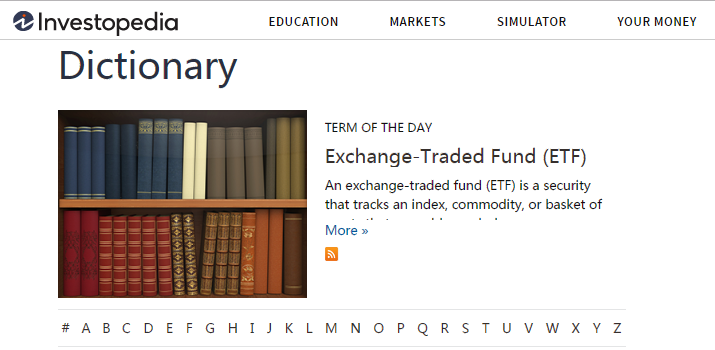 Investopedia EDUCATION MARKETS SIMULATOR YOUR MONEY
Dictionary
TERM OF THE DAY
Exchange-Traded Fund (ETF)
An exchange-traded fund (ETF) is a security
that tracks an index, commodity, or basket of
More »
# A B C D E F G H I J K L M N O P Q R S T U V W X Y Z